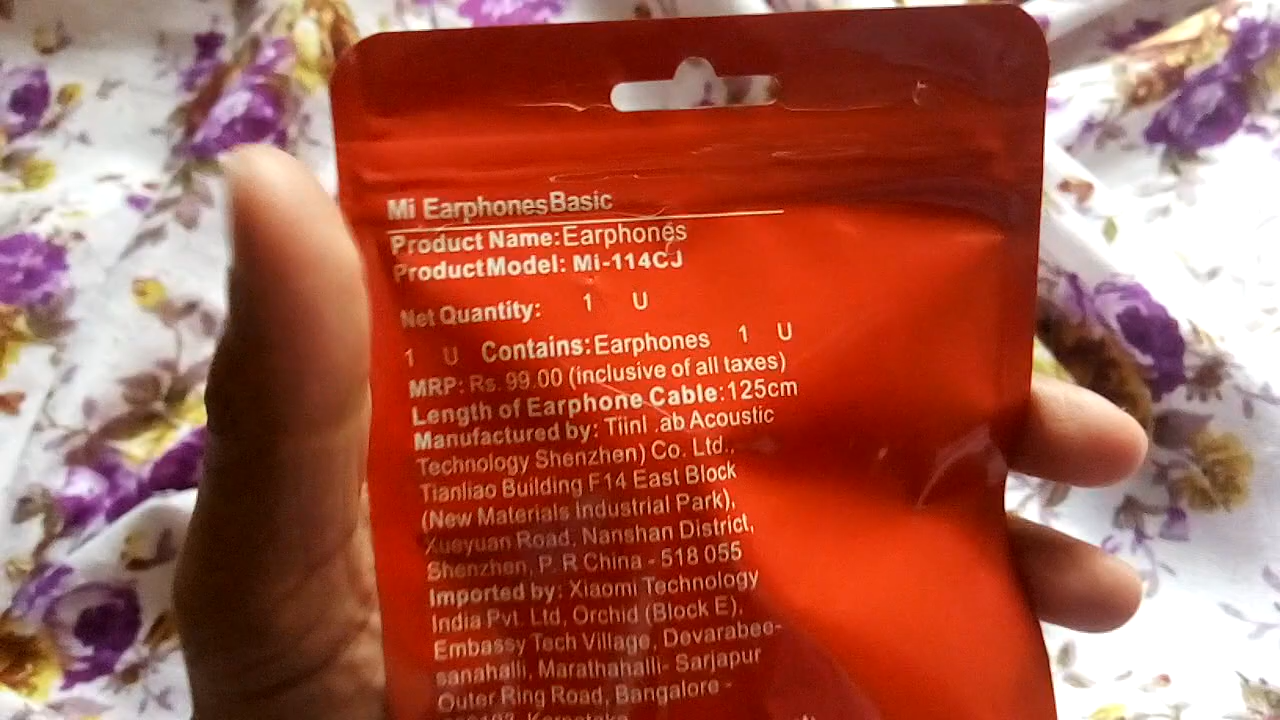 Mi EarphonesBasic
Product Name:Earphones
ProductModel: Mi-114CJ
Net Quantity: 1 U
1 U Contains:Earphones 1 U
MRP: Rs. 99.00 (inclusive of all taxes)
Length of Earphone Cable:125cm
Manufactured by: Tiinl .ab Acoustic
Technology Shenzhen) Co. Ltd.,
Tianliao Building F14 East Block
(New Materials Industrial Park),
Xueyuan Road, Nanshan District,
Shenzhen, P. R China - 518 055
Imported by: Xiaomi Technology
India Pvt. Ltd, Orchid (Block E),
Embassy Tech Village, Devarabee-
sanahalli, Marathahalli- Sarjapur
Outer Ring Road, Bangalore -
Karnataka